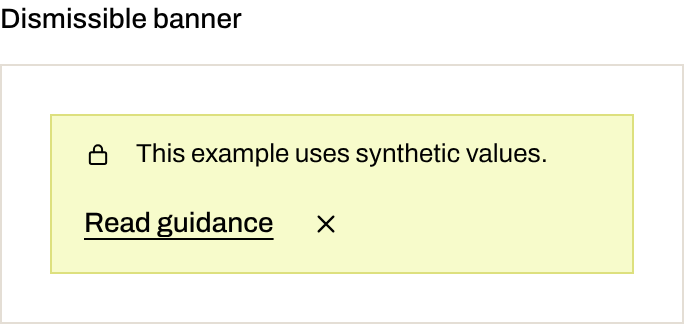 Dismissible banner
This example uses synthetic values.
Read guidance